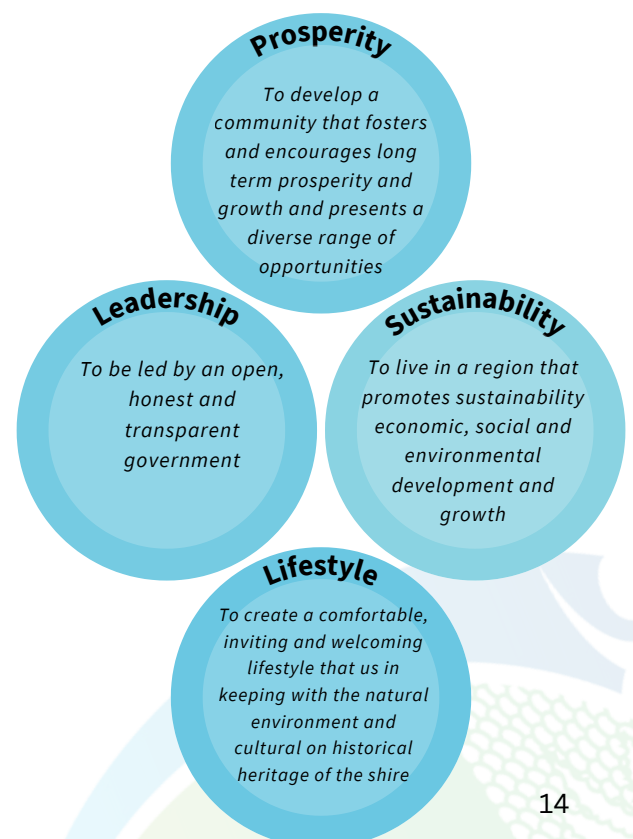 Prosperity
To develop a
community that fosters
and encourages long
term prosperity and
growth and presents a
diverse range of
opportunities
Leadership
To be led by an open,
honest and
transparent
government
Sustainability
To live in a region that
promotes sustainability
economic, social and
environmental
development and
growth
Lifestyle
To create a comfortable,
inviting and welcoming
lifestyle that us in
keeping with the natural
environment and
cultural on historical
heritage of the shire
14